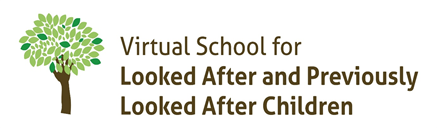 Virtual School for
Looked After and Previously
Looked After Children